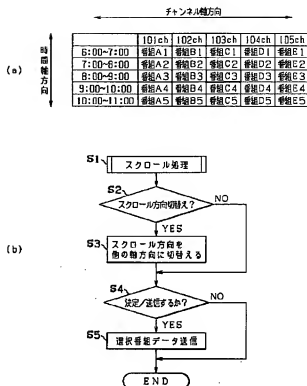 チャンネル軸方向
(a)
時間軸方向
101ch 102ch 103ch 104ch 105ch
6:00~7:00 番組A1 番組B1 番組C1 番組D1 番組E1
7:00~8:00 番組A2 番組B2 番組C2 番組D2 番組E2
8:00~9:00 番組A3 番組B3 番組C3 番組D3 番組E3
9:00~10:00 番組A4 番組B4 番組C4 番組D4 番組E4
10:00~11:00 番組A5 番組B5 番組C5 番組D5 番組E5
(b)
S1
スクロール処理
S2
スクロール方向切替え?
NO
YES
S3
スクロール方向を
他の軸方向に切替える
S4
決定/送信するか?
NO
YES
S5
選択番組データ送信
END